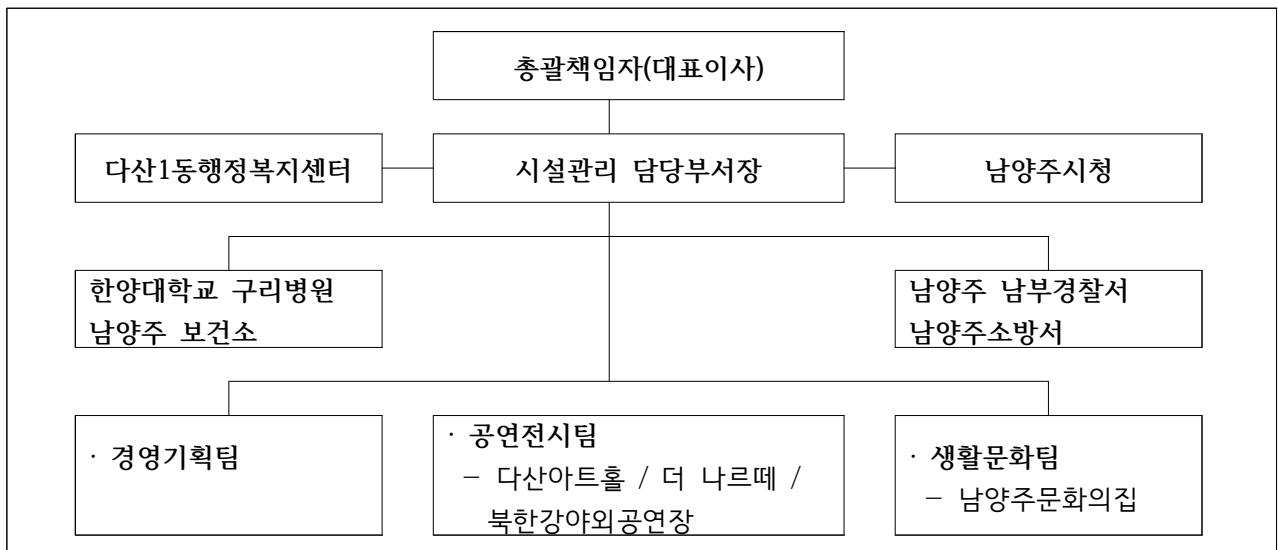 총괄책임자(대표이사)
다산1동행정복지센터
시설관리 담당부서장
남양주시청
한양대학교 구리병원
남양주 보건소
남양주 남부경찰서
남양주소방서
· 경영기획팀
· 공연전시팀
- 다산아트홀 / 더 나르떼 /
북한강야외공연장
· 생활문화팀
- 남양주문화의집